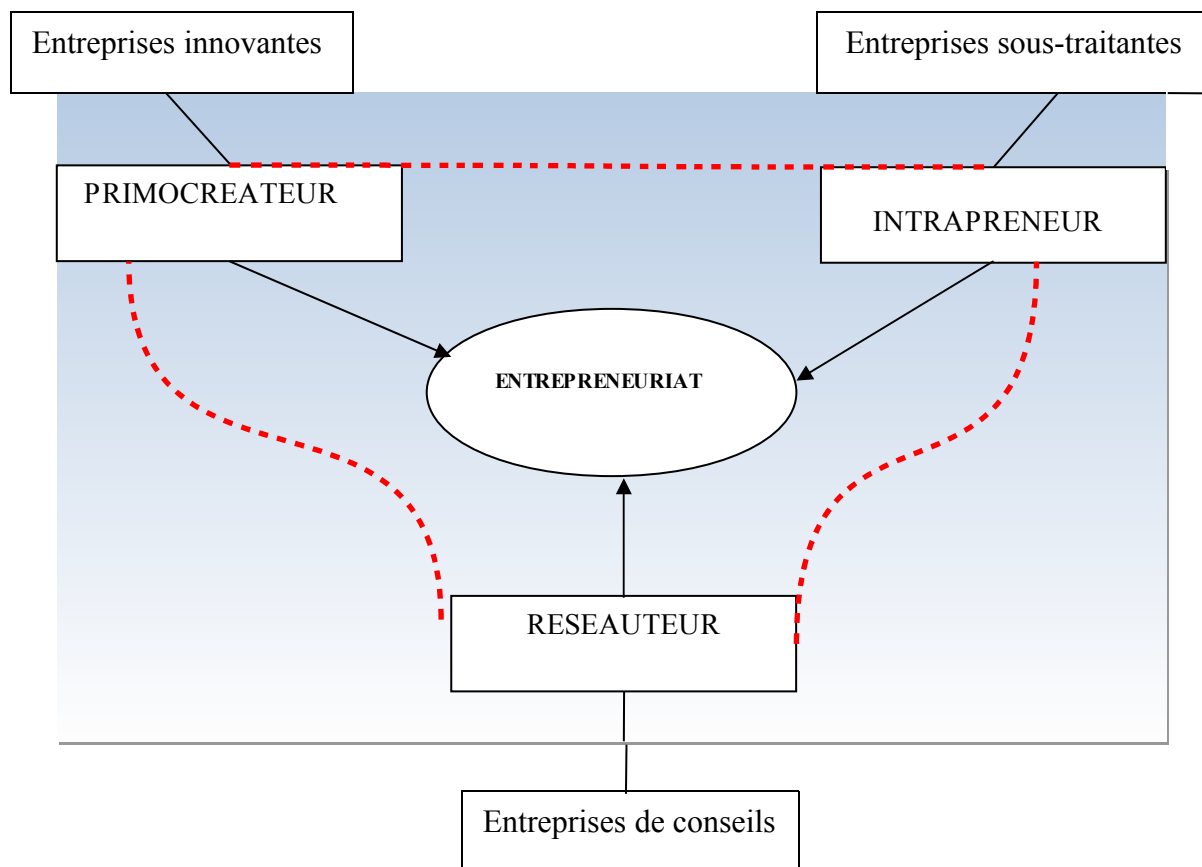 Entreprises innovantes
Entreprises sous-traitantes
PRIMOCREATEUR
INTRAPRENEUR
ENTREPRENEURIAT
RESEAUTEUR
Entreprises de conseils